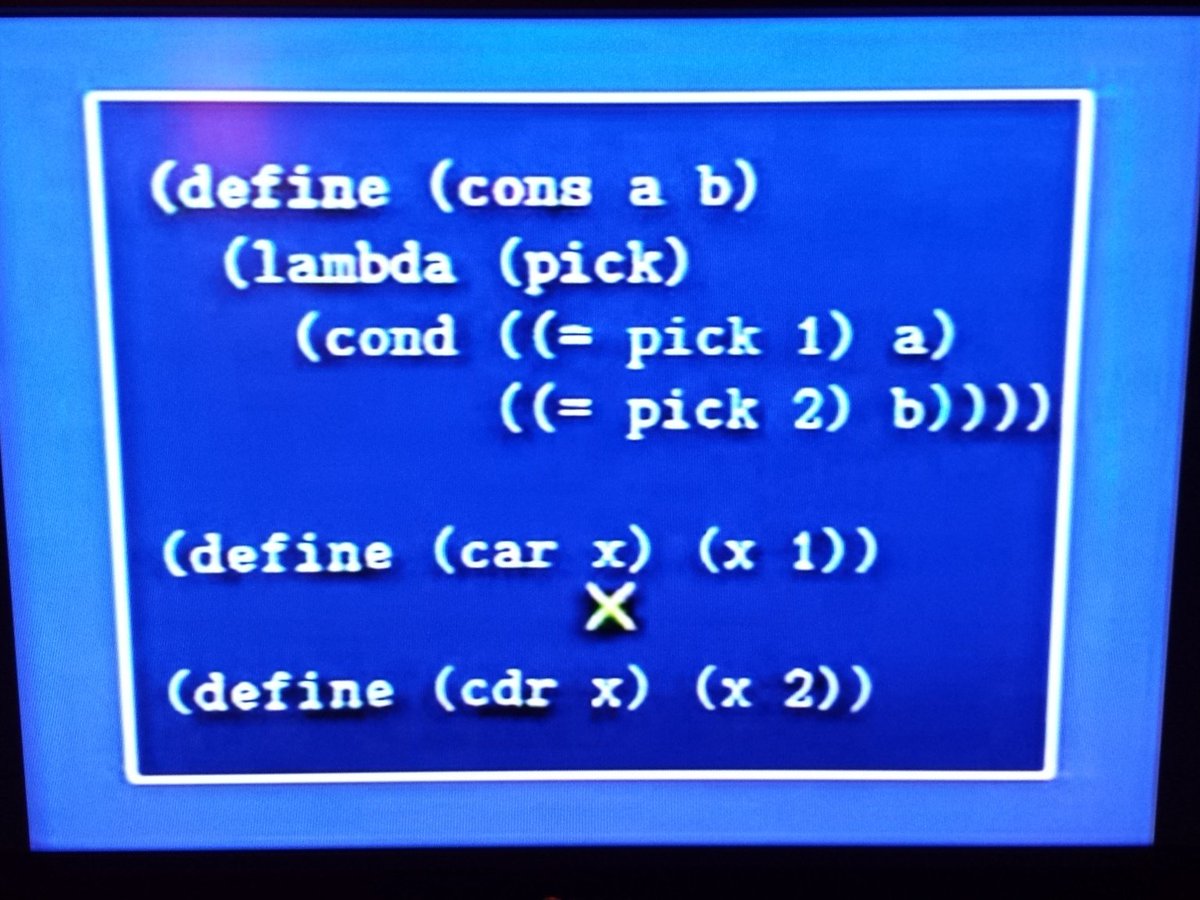 (define (cons a b)
(lambda (pick)
(cond ((= pick 1) a)
((= pick 2) b))))
(define (car x) (x 1))
(define (cdr x) (x 2))